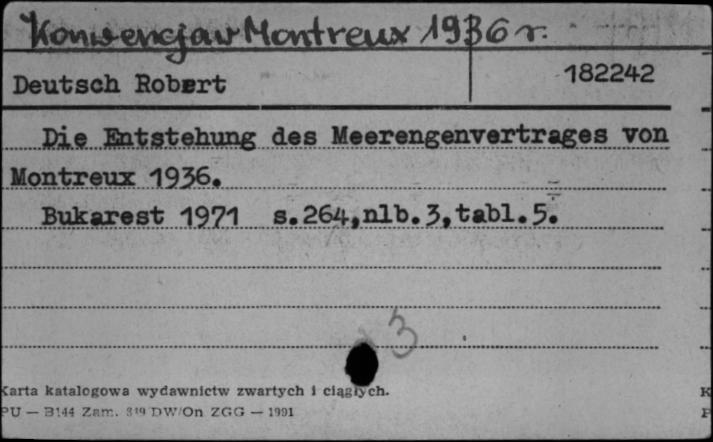 Konwencja w Montreux 1936 r.
Deutsch Robert
182242
Die Entstehung des Meerengenvertrages von
Montreux 1936.
Bukarest 1971 s.264,nlb.3,tabl.5.
3
Karta katalogowa wydawnictw zwartych i ciągłych.
PU — B144 Zam. 819 DW/On ZGG — 1991
K
P